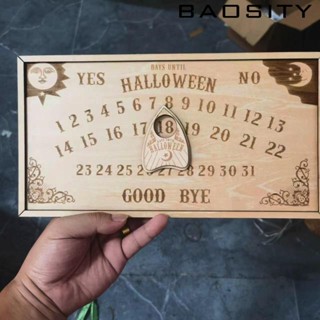 BAOSITY
DAYS UNTIL
YES HALLOWEEN NO
1 2 3 4 5 6 7 8 9 10 11 12 13
14 15 16 17 18 19 20 21 22
HALLOWEEN
23 24 25 26 27 28 29 30 31
GOOD BYE